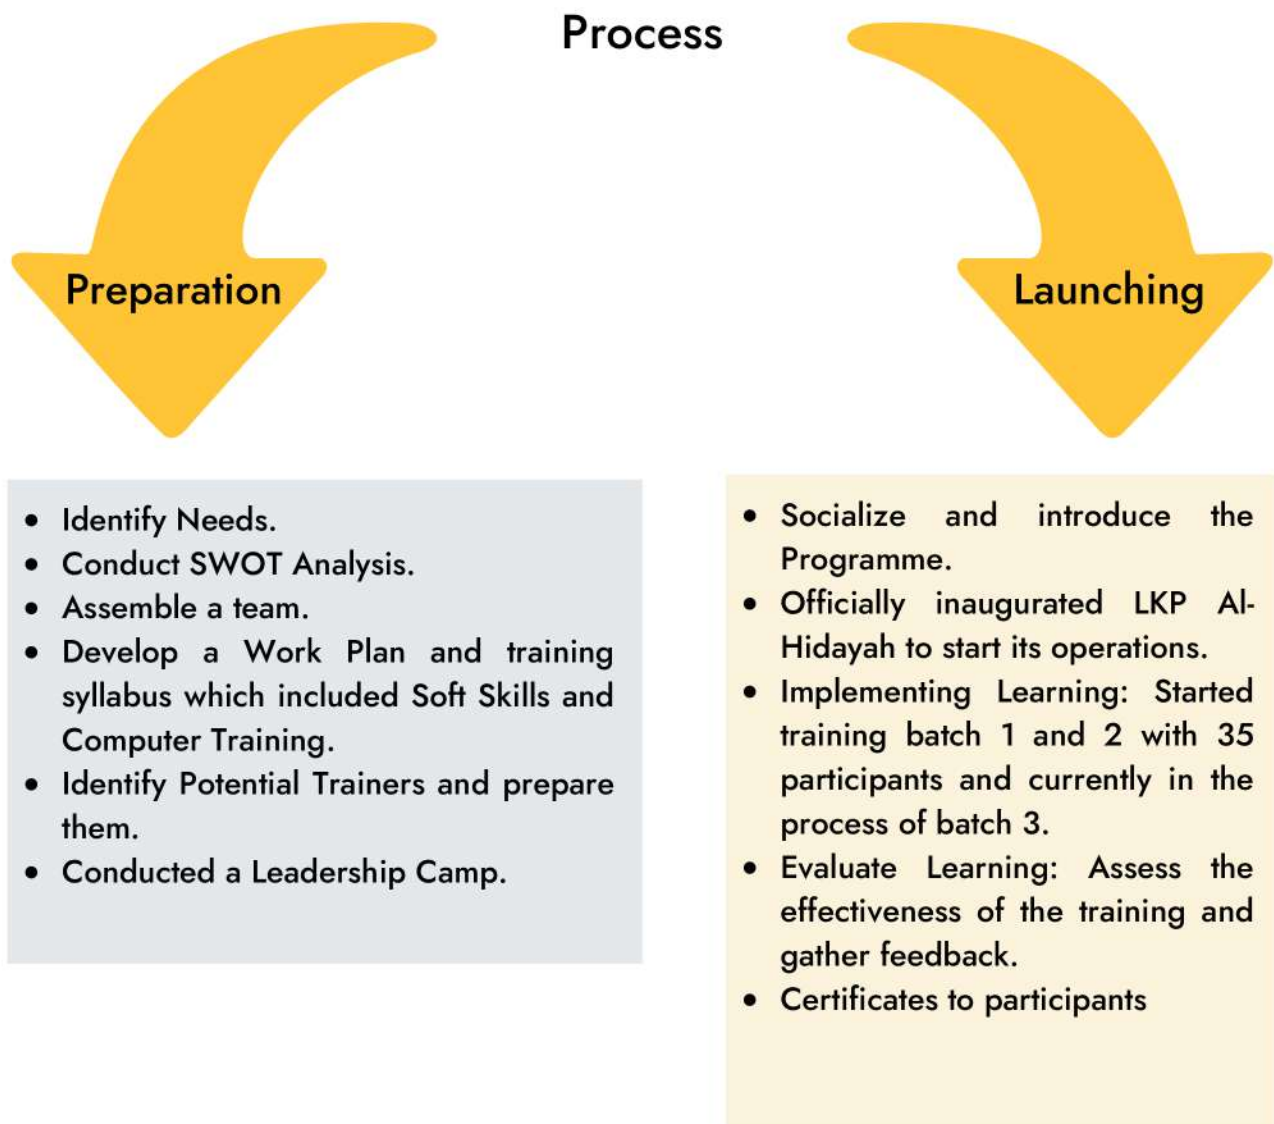 Process
Preparation
• Identify Needs.
• Conduct SWOT Analysis.
• Assemble a team.
• Develop a Work Plan and training
syllabus which included Soft Skills and
Computer Training.
• Identify Potential Trainers and prepare
them.
• Conducted a Leadership Camp.
Launching
• Socialize and introduce the
Programme.
• Officially inaugurated LKP Al-
Hidayah to start its operations.
• Implementing Learning: Started
training batch 1 and 2 with 35
participants and currently in the
process of batch 3.
• Evaluate Learning: Assess the
effectiveness of the training and
gather feedback.
• Certificates to participants